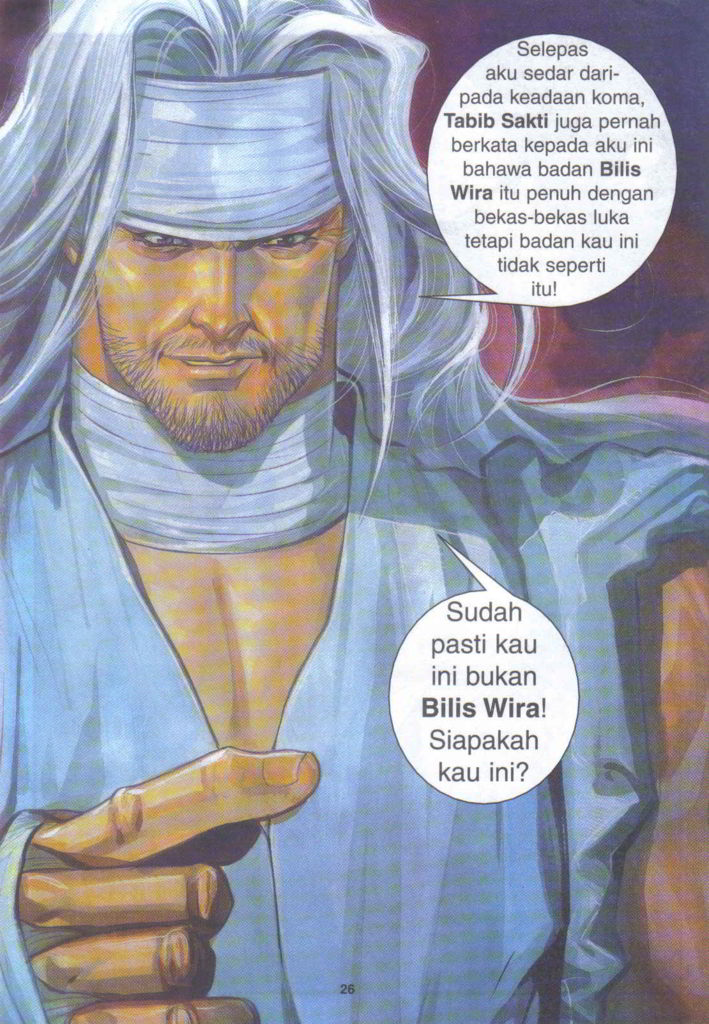 Selepas
aku sedar dari-
pada keadaan koma,
Tabib Sakti juga pernah
berkata kepada aku ini
bahawa badan Bilis
Wira itu penuh dengan
bekas-bekas luka
tetapi badan kau ini
tidak seperti
itu!
Sudah
pasti kau
ini bukan
Bilis Wira!
Siapakah
kau ini?
26